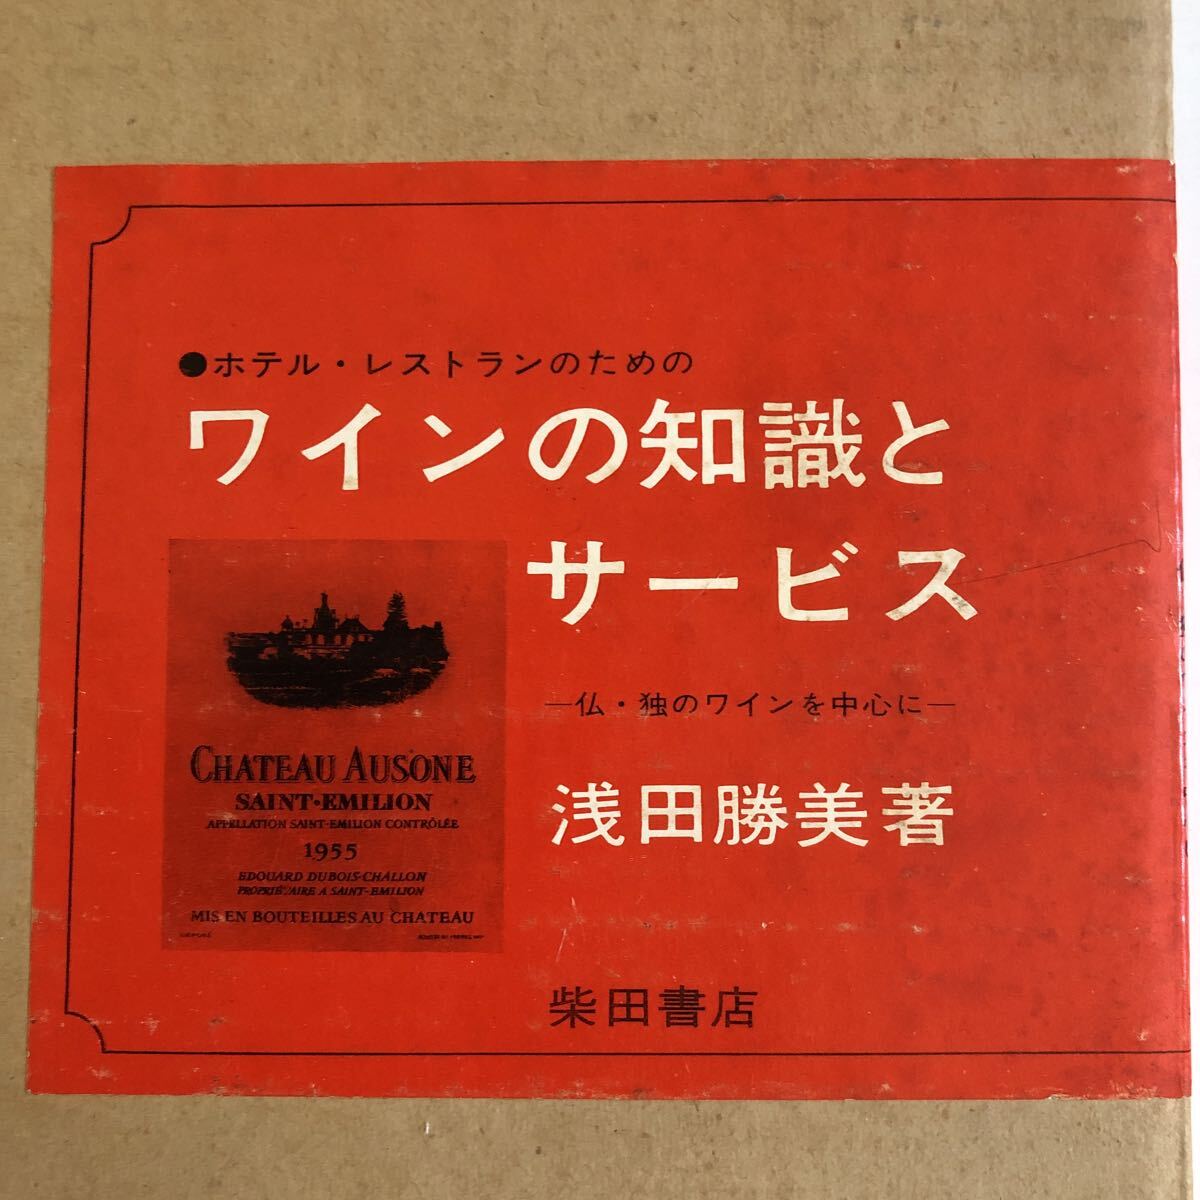 ●ホテル・レストランのための
ワインの知識と
サービス
―仏・独のワインを中心に―
浅田勝美著
柴田書店
CHATEAU AUSONE
SAINT-EMILION
APPELLATION SAINT-EMILION CONTRÔLÉE
1955
EDOUARD DUBOIS-CHALLON
PROPRIÉTAIRE A SAINT-EMILION
MIS EN BOUTEILLES AU CHATEAU